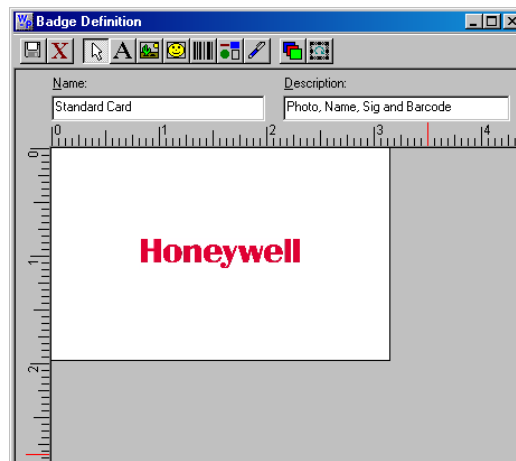 Badge Definition
Name:
Description:
Standard Card
Photo, Name, Sig and Barcode
0 1 2 3 4
0
1
2
Honeywell